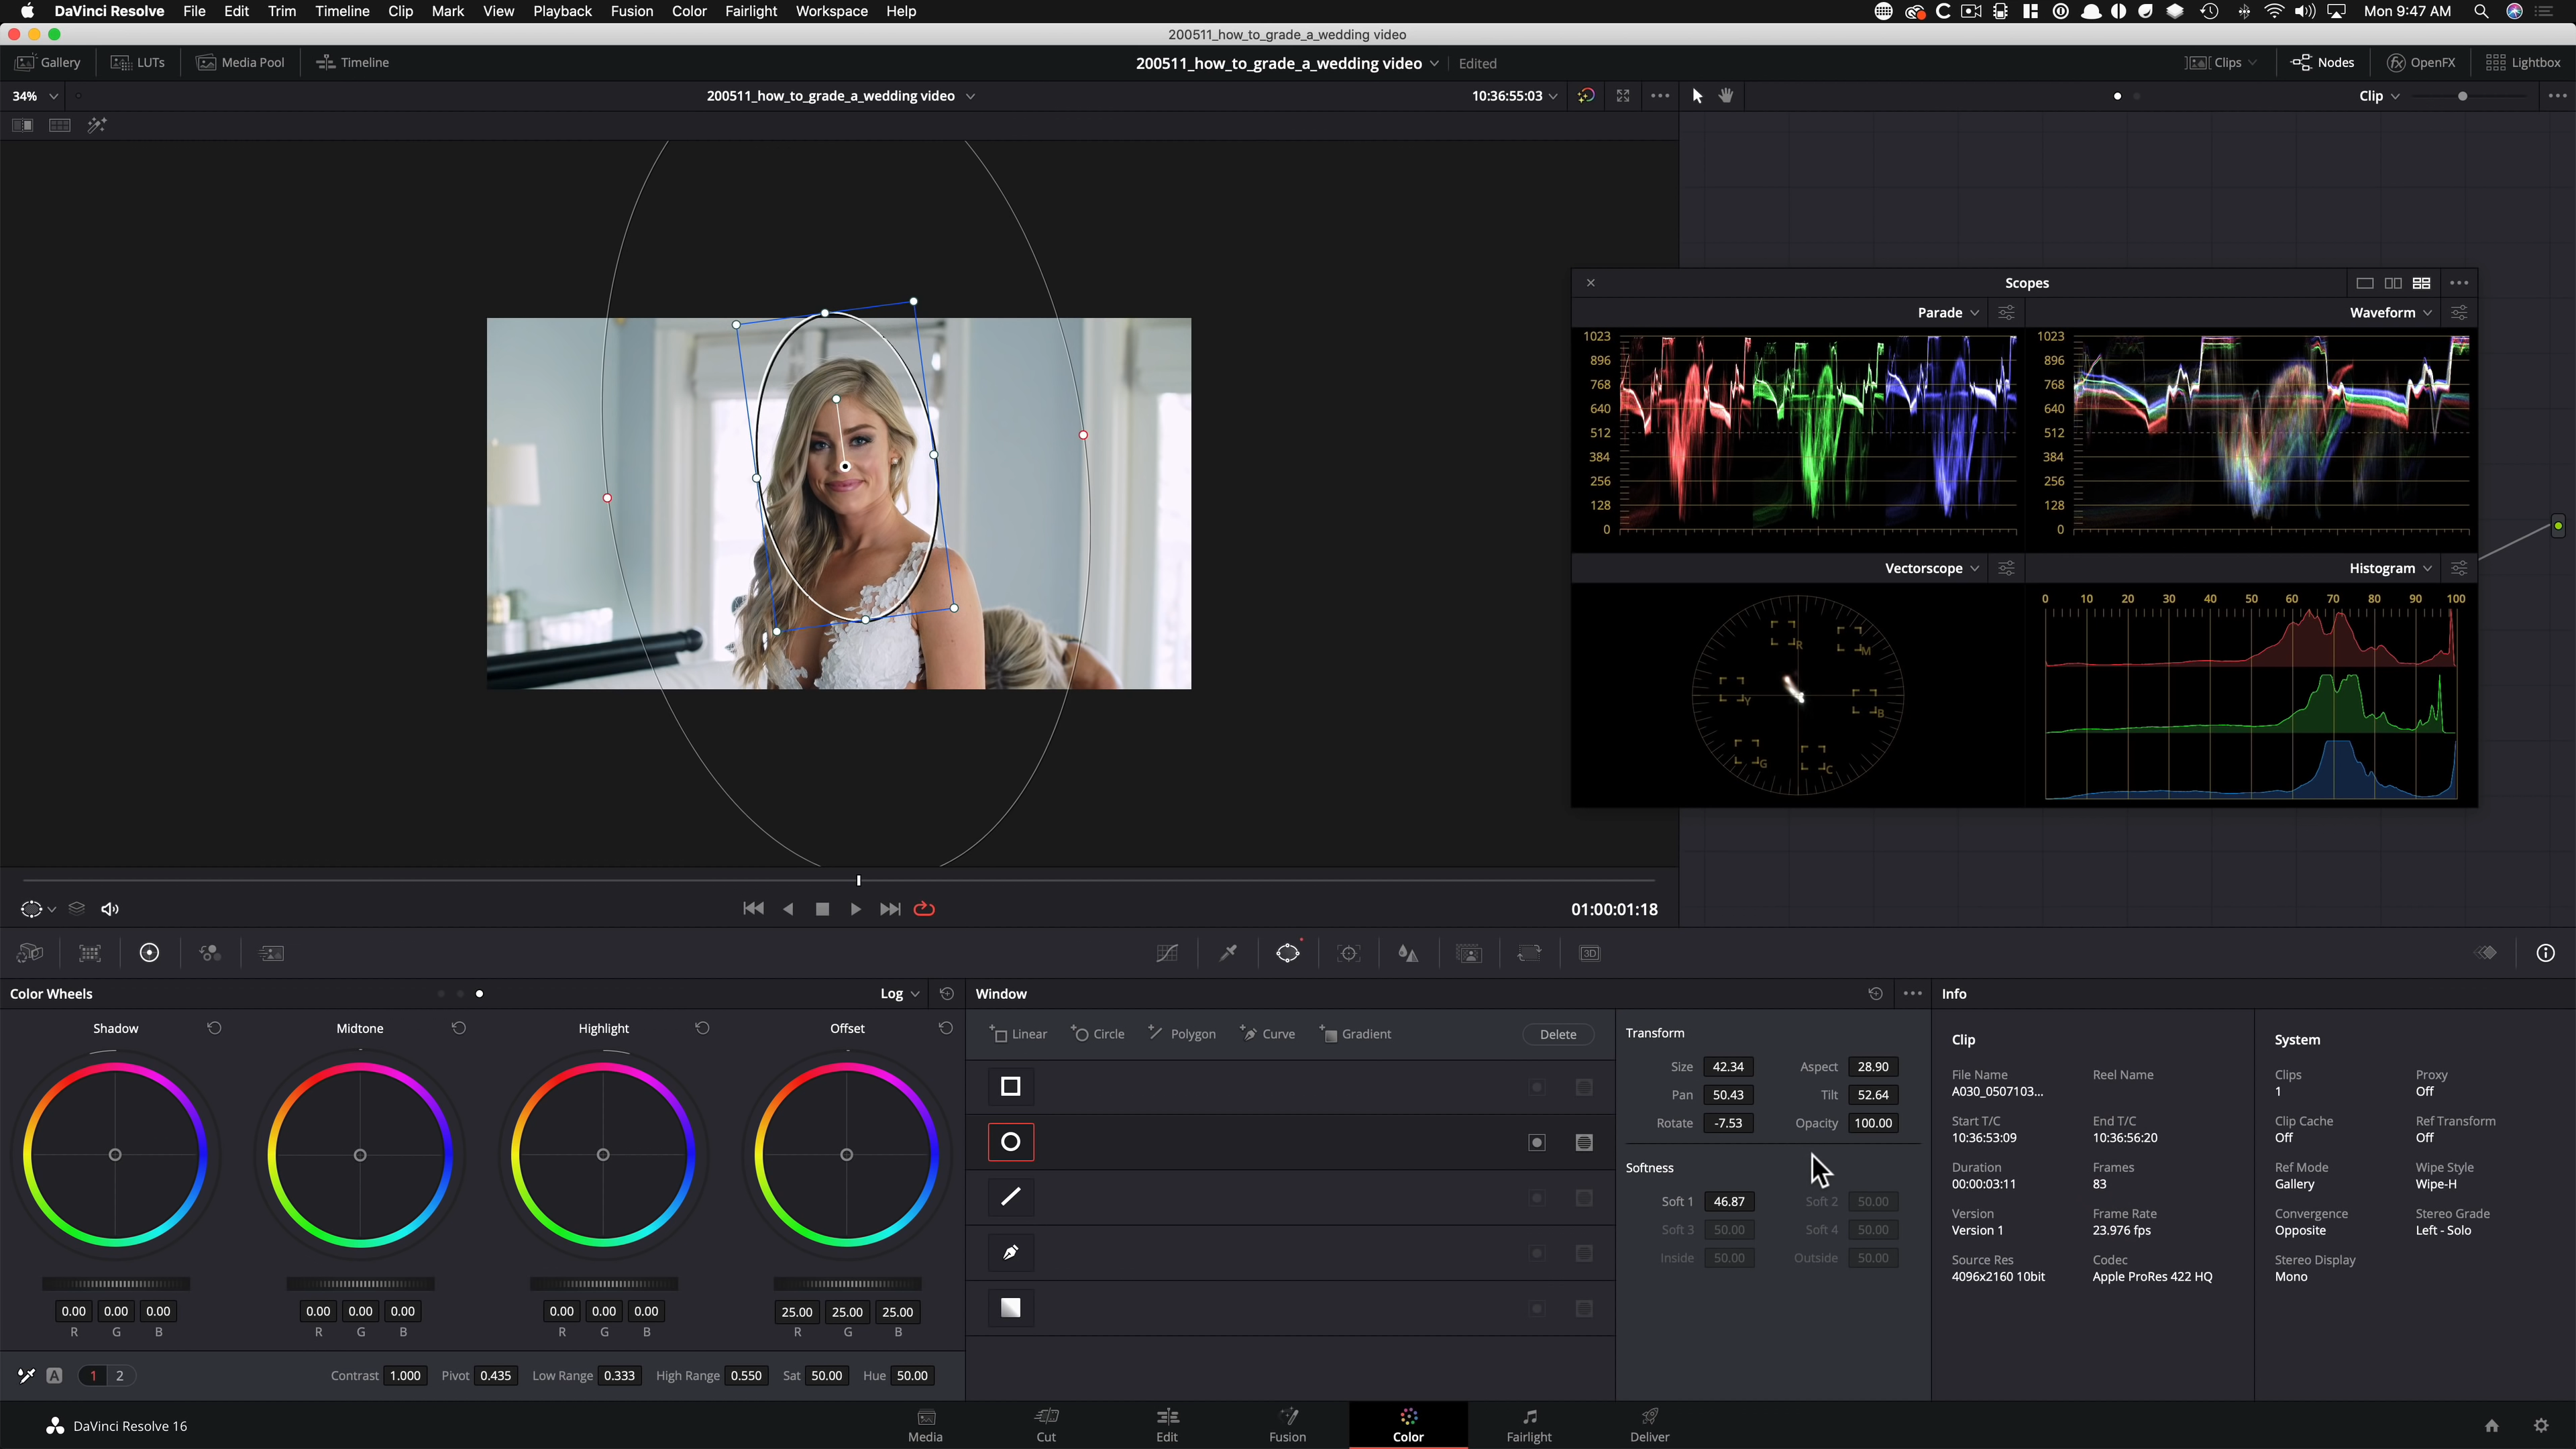 DaVinci Resolve File Edit Trim Timeline Clip Mark View Playback Fusion Color Fairlight Workspace Help Mon 9:47 AM
200511_how_to_grade_a_wedding video
Gallery LUTs Media Pool Timeline 200511_how_to_grade_a_wedding video Edited Clips Nodes OpenFX Lightbox
34% 200511_how_to_grade_a_wedding video 10:36:55:03 Clip
Scopes
Parade Waveform
1023 1023
896 896
768 768
640 640
512 512
384 384
256 256
128 128
0 0
Vectorscope Histogram
0 10 20 30 40 50 60 70 80 90 100
R M
Y B
G C
01:00:01:18
3D
Color Wheels Log Window Info
Shadow Midtone Highlight Offset
Linear Circle Polygon Curve Gradient Delete
Transform
Size 42.34 Aspect 28.90
Pan 50.43 Tilt 52.64
Rotate -7.53 Opacity 100.00
Softness
Soft 1 46.87 Soft 2 50.00
Soft 3 50.00 Soft 4 50.00
Inside 50.00 Outside 50.00
Clip
File Name Reel Name
A030_0507103...
Start T/C End T/C
10:36:53:09 10:36:56:20
Duration Frames
00:00:03:11 83
Version Frame Rate
Version 1 23.976 fps
Source Res Codec
4096x2160 10bit Apple ProRes 422 HQ
System
Clips Proxy
1 Off
Clip Cache Ref Transform
Off Off
Ref Mode Wipe Style
Gallery Wipe-H
Convergence Stereo Grade
Opposite Left - Solo
Stereo Display
Mono
0.00 0.00 0.00 0.00 0.00 0.00 0.00 0.00 0.00 25.00 25.00 25.00
R G B R G B R G B R G B
A 1 2 Contrast 1.000 Pivot 0.435 Low Range 0.333 High Range 0.550 Sat 50.00 Hue 50.00
DaVinci Resolve 16 Media Cut Edit Fusion Color Fairlight Deliver